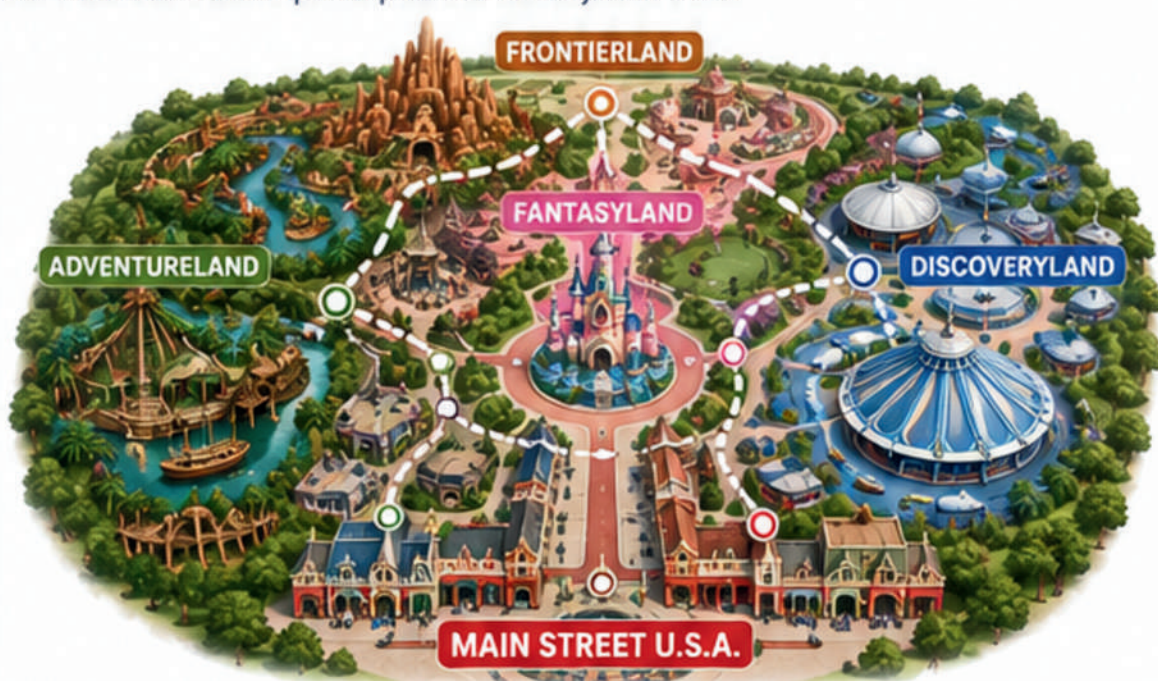 FRONTIERLAND
FANTASYLAND
ADVENTURELAND
DISCOVERYLAND
MAIN STREET U.S.A.